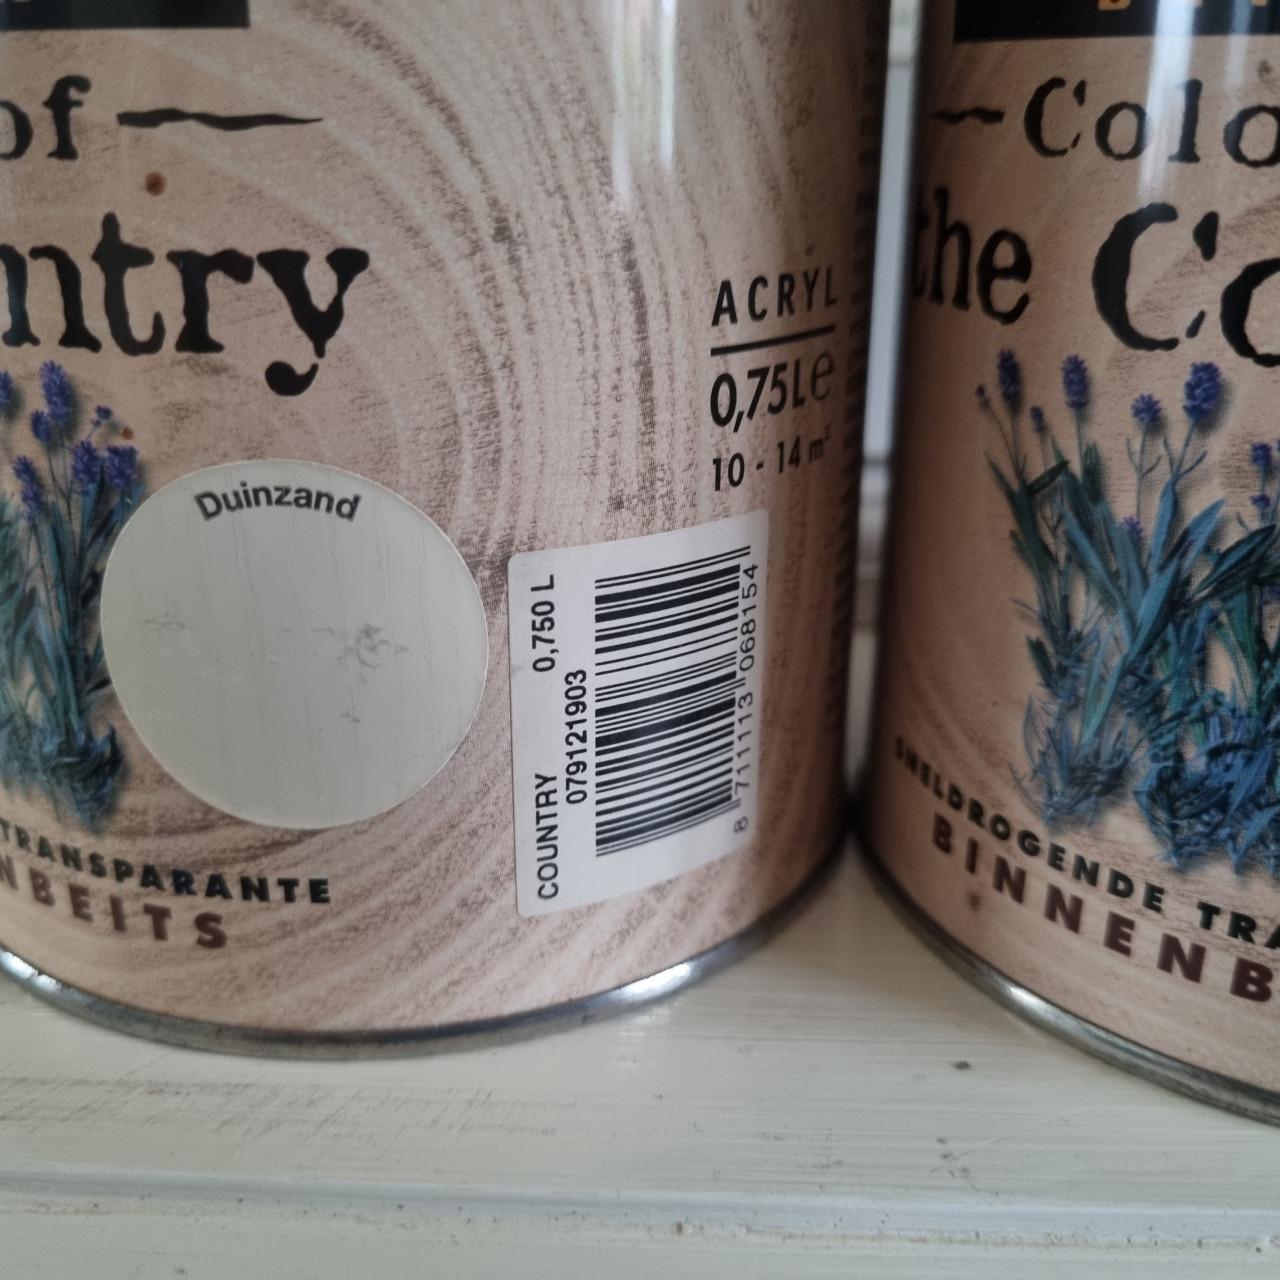 of
ntry
ACRYL
0,75Le
10 - 14 m²
Duinzand
COUNTRY 0,750 L
079121903
8 711113 068154
TRANSPARANTE
NBEITS
Colo
the Co
SNELDROGENDE TRA
BINNENB